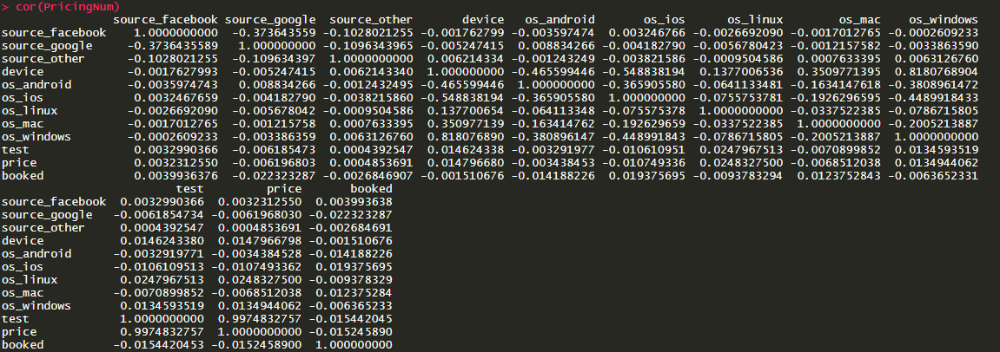 > cor(PricingNum)
source_facebook source_google source_other device os_android os_ios os_linux os_mac os_windows
source_facebook 1.0000000000 -0.373643559 -0.1028021255 -0.001762799 -0.003597474 0.003246766 -0.0026692090 -0.0017012765 -0.0002609233
source_google -0.3736435589 1.000000000 -0.1096343965 -0.005247415 0.008834266 -0.004182790 -0.0056780423 -0.0012157582 -0.0033863590
source_other -0.1028021255 -0.109634397 1.0000000000 0.006214334 -0.001243249 -0.003821586 -0.0009504586 0.0007633395 0.0063126760
device -0.0017627993 -0.005247415 0.0062143340 1.000000000 -0.465599446 -0.548838194 0.1377006536 0.3509771395 0.8180768904
os_android -0.0035974743 0.008834266 -0.0012432495 -0.465599446 1.000000000 -0.365905580 -0.0641133481 -0.1634147618 -0.3808961472
os_ios 0.0032467659 -0.004182790 -0.0038215860 -0.548838194 -0.365905580 1.000000000 -0.0755753781 -0.1926296595 -0.4489918433
os_linux -0.0026692090 -0.005678042 -0.0009504586 0.137700654 -0.064113348 -0.075575378 1.0000000000 -0.0337522385 -0.0786715805
os_mac -0.0017012765 -0.001215758 0.0007633395 0.350977139 -0.163414762 -0.192629659 -0.0337522385 1.0000000000 -0.2005213887
os_windows -0.0002609233 -0.003386359 0.0063126760 0.818076890 -0.380896147 -0.448991843 -0.0786715805 -0.2005213887 1.0000000000
test 0.0032990366 -0.006185473 0.0004392547 0.014624338 -0.003291977 -0.010610951 0.0247967513 -0.0070899852 0.0134593519
price 0.0032312550 -0.006196803 0.0004853691 0.014796680 -0.003438453 -0.010749336 0.0248327500 -0.0068512038 0.0134944062
booked 0.0039936376 -0.022323287 -0.0026846907 -0.001510676 -0.014188226 0.019375695 -0.0093783294 0.0123752843 -0.0063652331
test price booked
source_facebook 0.0032990366 0.0032312550 0.003993638
source_google -0.0061854734 -0.0061968030 -0.022323287
source_other 0.0004392547 0.0004853691 -0.002684691
device 0.0146243380 0.0147966798 -0.001510676
os_android -0.0032919771 -0.0034384528 -0.014188226
os_ios -0.0106109513 -0.0107493362 0.019375695
os_linux 0.0247967513 0.0248327500 -0.009378329
os_mac -0.0070899852 -0.0068512038 0.012375284
os_windows 0.0134593519 0.0134944062 -0.006365233
test 1.0000000000 0.9974832757 -0.015442045
price 0.9974832757 1.0000000000 -0.015245890
booked -0.0154420453 -0.0152458900 1.000000000